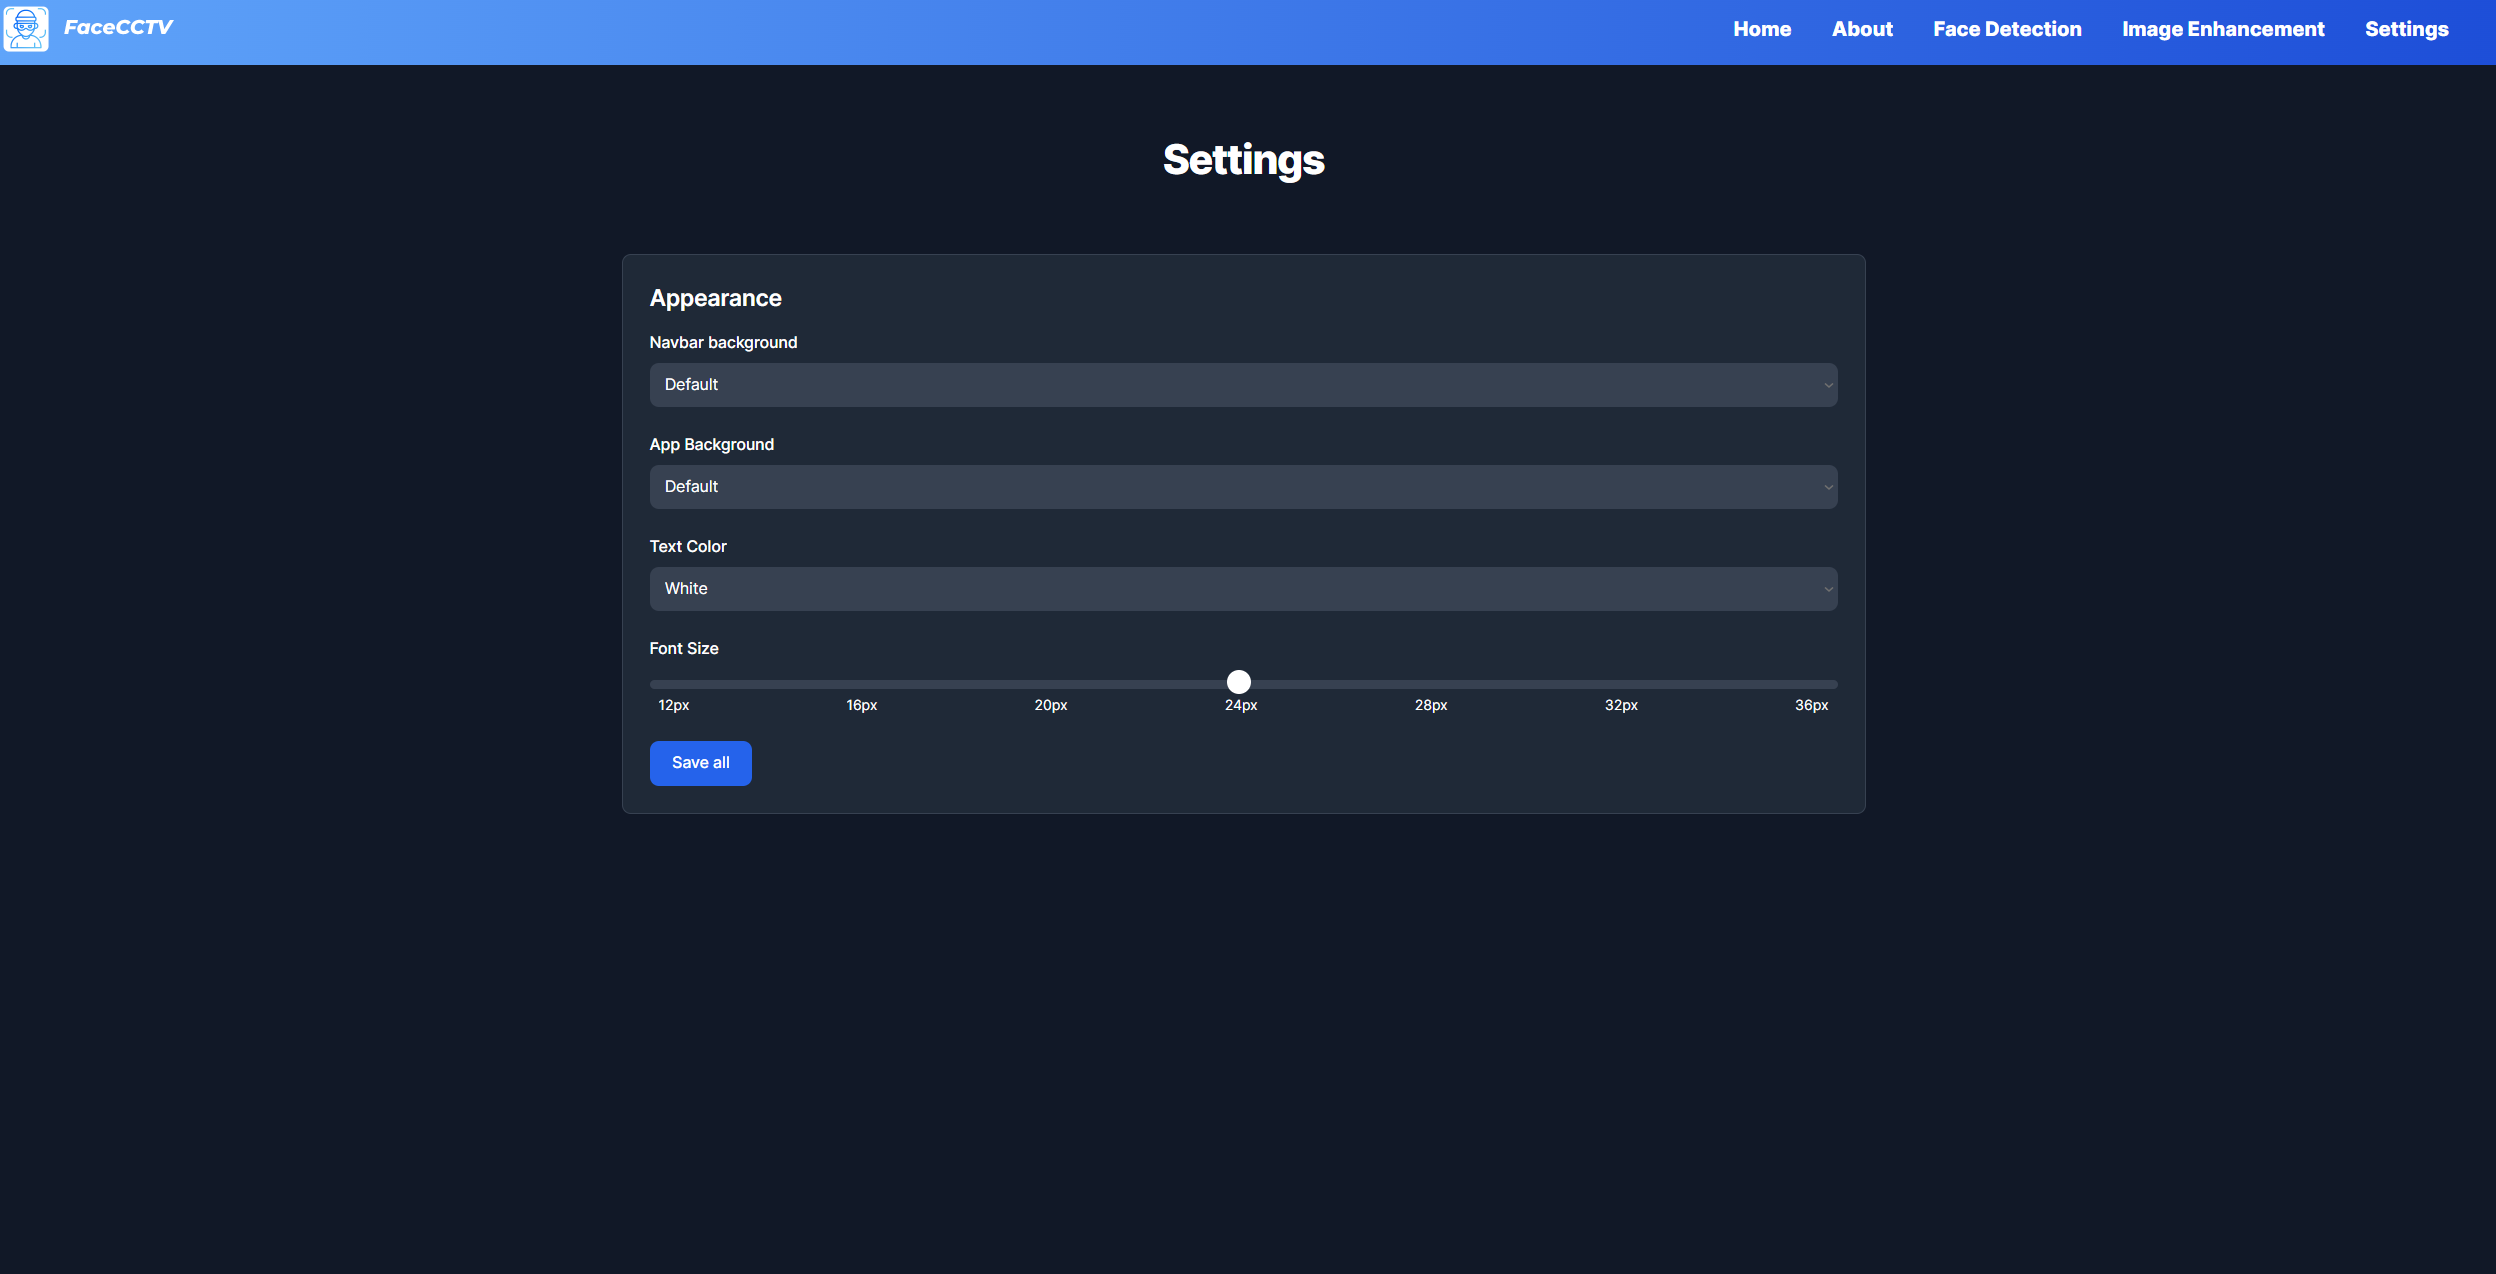 FaceCCTV Home About Face Detection Image Enhancement Settings
Settings
Appearance
Navbar background
Default
App Background
Default
Text Color
White
Font Size
12px 16px 20px 24px 28px 32px 36px
Save all